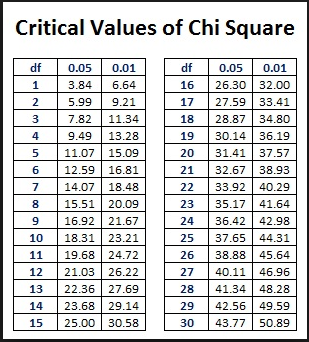 Critical Values of Chi Square
df 0.05 0.01
1 3.84 6.64
2 5.99 9.21
3 7.82 11.34
4 9.49 13.28
5 11.07 15.09
6 12.59 16.81
7 14.07 18.48
8 15.51 20.09
9 16.92 21.67
10 18.31 23.21
11 19.68 24.72
12 21.03 26.22
13 22.36 27.69
14 23.68 29.14
15 25.00 30.58
df 0.05 0.01
16 26.30 32.00
17 27.59 33.41
18 28.87 34.80
19 30.14 36.19
20 31.41 37.57
21 32.67 38.93
22 33.92 40.29
23 35.17 41.64
24 36.42 42.98
25 37.65 44.31
26 38.88 45.64
27 40.11 46.96
28 41.34 48.28
29 42.56 49.59
30 43.77 50.89